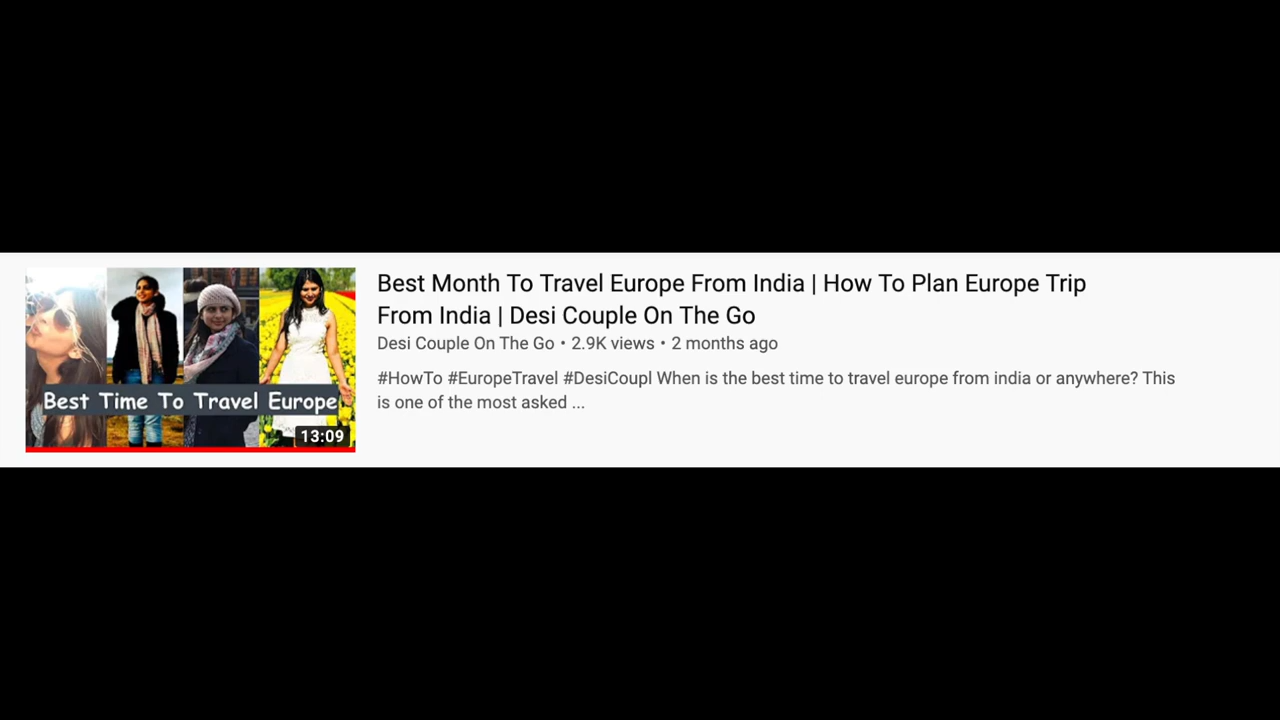 Best Month To Travel Europe From India | How To Plan Europe Trip
From India | Desi Couple On The Go
Desi Couple On The Go • 2.9K views • 2 months ago
#HowTo #EuropeTravel #DesiCoupl When is the best time to travel europe from india or anywhere? This
is one of the most asked ...
Best Time To Travel Europe
13:09